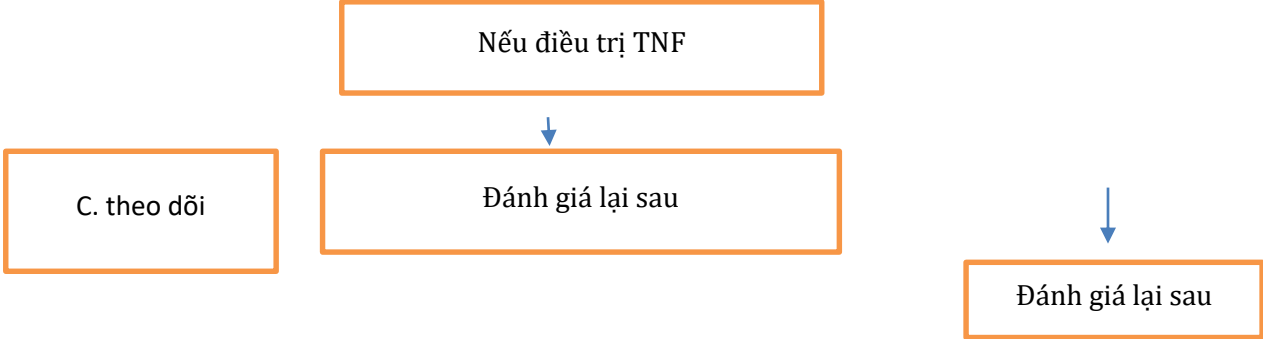 Nếu điều trị TNF
C. theo dõi
Đánh giá lại sau
Đánh giá lại sau